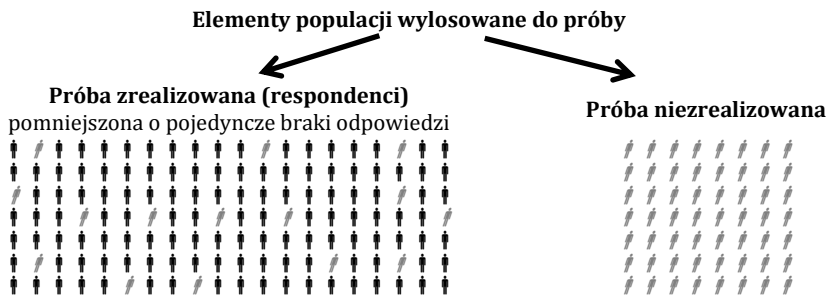 Elementy populacji wylosowane do próby
Próba zrealizowana (respondenci)
pomniejszona o pojedyncze braki odpowiedzi
Próba niezrealizowana